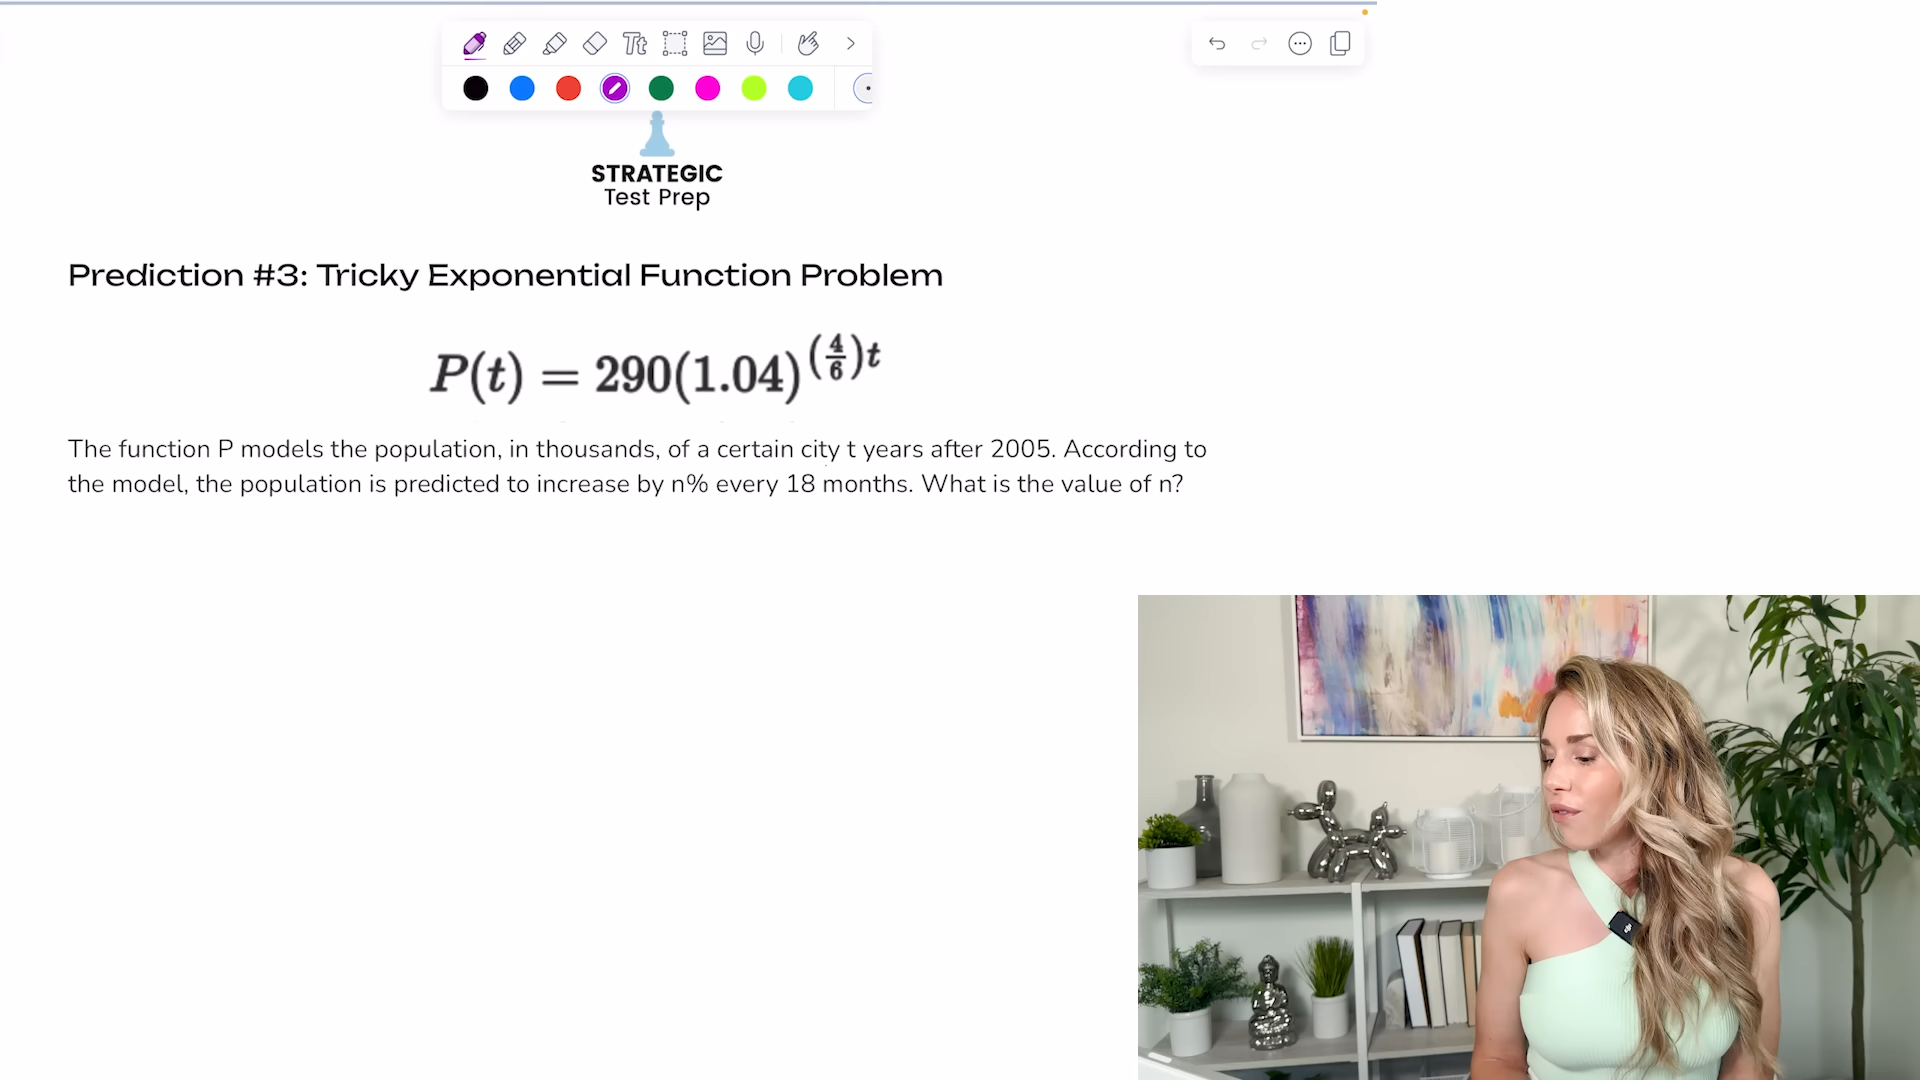 Tt
STRATEGIC
Test Prep
Prediction #3: Tricky Exponential Function Problem
P(t) = 290(1.04)^{(4/6)t}
The function P models the population, in thousands, of a certain city t years after 2005. According to
the model, the population is predicted to increase by n% every 18 months. What is the value of n?